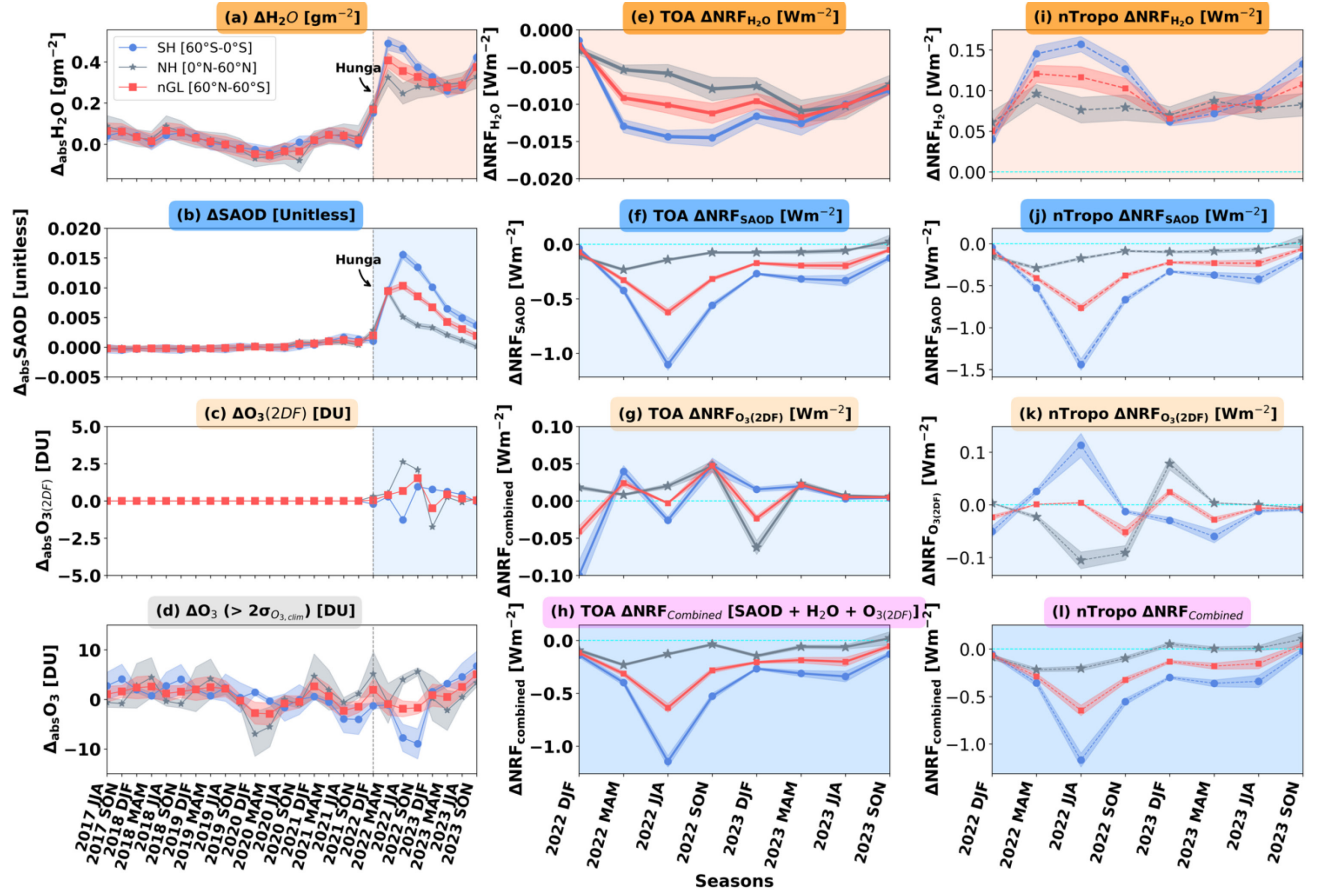 (a) ΔH₂O [gm⁻²]
Δ_abs H₂O [gm⁻²]
0.4
0.2
0.0
SH [60°S-0°S]
NH [0°N-60°N]
nGL [60°N-60°S]
Hunga
(e) TOA ΔNRF_H₂O [Wm⁻²]
ΔNRF_H₂O [Wm⁻²]
0.000
−0.005
−0.010
−0.015
−0.020
(i) nTropo ΔNRF_H₂O [Wm⁻²]
ΔNRF_H₂O [Wm⁻²]
0.15
0.10
0.05
0.00
(b) ΔSAOD [Unitless]
Δ_abs SAOD [unitless]
0.020
0.015
0.010
0.005
0.000
−0.005
Hunga
(f) TOA ΔNRF_SAOD [Wm⁻²]
ΔNRF_SAOD [Wm⁻²]
0.0
−0.5
−1.0
(j) nTropo ΔNRF_SAOD [Wm⁻²]
ΔNRF_SAOD [Wm⁻²]
0.0
−0.5
−1.0
−1.5
(c) ΔO₃(2DF) [DU]
Δ_abs O₃(2DF) [DU]
5.0
2.5
0.0
−2.5
−5.0
(g) TOA ΔNRF_O₃(2DF) [Wm⁻²]
ΔNRF_combined [Wm⁻²]
0.10
0.05
0.00
−0.05
−0.10
(k) nTropo ΔNRF_O₃(2DF) [Wm⁻²]
ΔNRF_O₃(2DF) [Wm⁻²]
0.1
0.0
−0.1
(d) ΔO₃ (> 2σ_O₃,clim) [DU]
Δ_abs O₃ [DU]
10
0
−10
2017 JJA
2017 SON
2018 DJF
2018 MAM
2018 JJA
2018 SON
2019 DJF
2019 MAM
2019 JJA
2019 SON
2020 DJF
2020 MAM
2020 JJA
2020 SON
2021 DJF
2021 MAM
2021 JJA
2021 SON
2022 DJF
2022 MAM
2022 JJA
2022 SON
2023 DJF
2023 MAM
2023 JJA
2023 SON
(h) TOA ΔNRF_Combined [SAOD + H₂O + O₃(2DF)]
ΔNRF_combined [Wm⁻²]
0.0
−0.5
−1.0
2022 DJF
2022 MAM
2022 JJA
2022 SON
2023 DJF
2023 MAM
2023 JJA
2023 SON
Seasons
(l) nTropo ΔNRF_Combined
ΔNRF_combined [Wm⁻²]
0.0
−0.5
−1.0
2022 DJF
2022 MAM
2022 JJA
2022 SON
2023 DJF
2023 MAM
2023 JJA
2023 SON